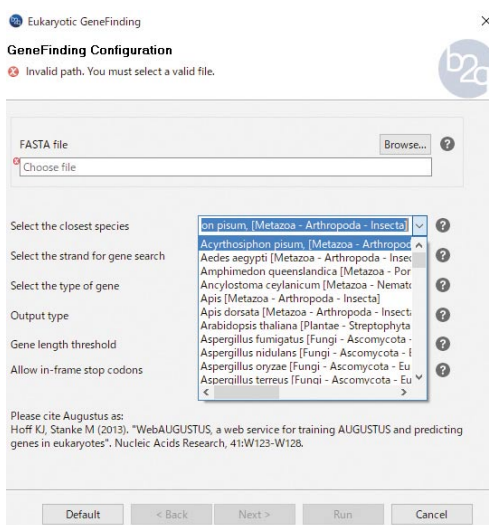 Eukaryotic GeneFinding
GeneFinding Configuration
Invalid path. You must select a valid file.
b2g
FASTA file
Browse...
Choose file
Select the closest species
on pisum, [Metazoa - Arthropoda - Insecta]
Acyrthosiphon pisum, [Metazoa - Arthropod
Aedes aegypti [Metazoa - Arthropoda - Insec
Amphimedon queenslandica [Metazoa - Por
Ancylostoma ceylanicum [Metazoa - Nemato
Apis [Metazoa - Arthropoda - Insecta]
Apis dorsata [Metazoa - Arthropoda - Insecta
Arabidopsis thaliana [Plantae - Streptophyta
Aspergillus fumigatus [Fungi - Ascomycota -
Aspergillus nidulans [Fungi - Ascomycota - E
Aspergillus oryzae [Fungi - Ascomycota - Eu
Aspergillus terreus [Fungi - Ascomycota - Eu
Select the strand for gene search
Select the type of gene
Output type
Gene length threshold
Allow in-frame stop codons
Please cite Augustus as:
Hoff KJ, Stanke M (2013). "WebAUGUSTUS, a web service for training AUGUSTUS and predicting
genes in eukaryotes". Nucleic Acids Research, 41:W123-W128.
Default
< Back
Next >
Run
Cancel